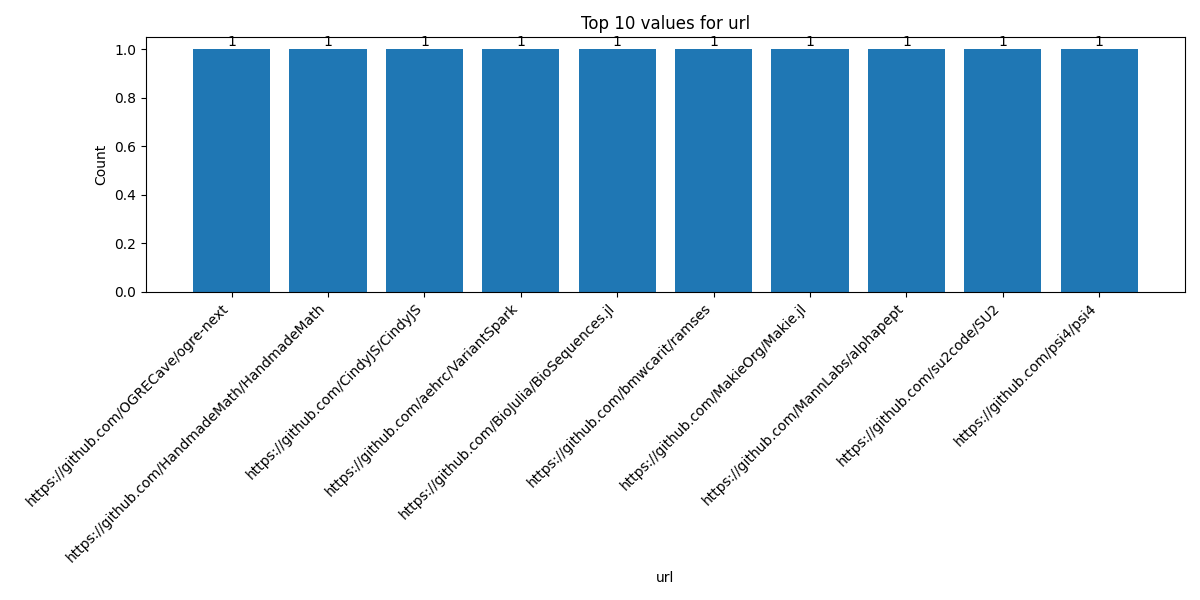 Top 10 values for url
1 1 1 1 1 1 1 1 1 1
1.0
0.8
0.6
0.4
0.2
0.0
Count
https://github.com/OGRECave/ogre-next
https://github.com/HandmadeMath/HandmadeMath
https://github.com/CindyJS/CindyJS
https://github.com/aehrc/VariantSpark
https://github.com/BioJulia/BioSequences.jl
https://github.com/bmwcarit/ramses
https://github.com/MakieOrg/Makie.jl
https://github.com/MannLabs/alphapept
https://github.com/su2code/SU2
https://github.com/psi4/psi4
url